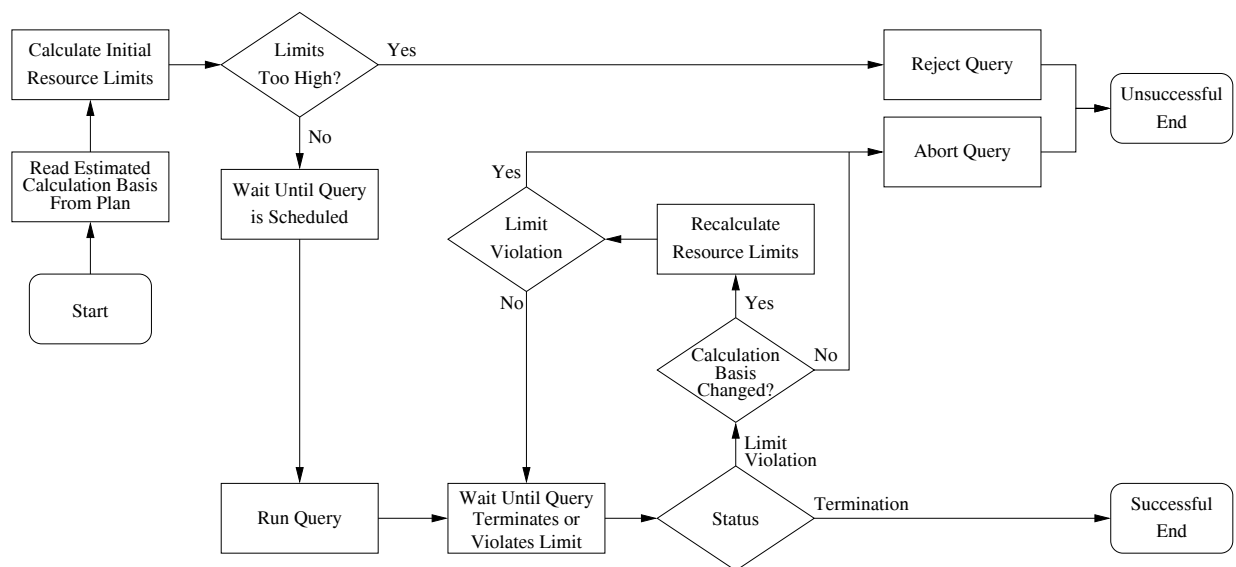 Calculate Initial
Resource Limits
Limits
Too High?
Yes
No
Reject Query
Unsuccessful
End
Abort Query
Read Estimated
Calculation Basis
From Plan
Wait Until Query
is Scheduled
Yes
Limit
Violation
No
Recalculate
Resource Limits
Start
Yes
Calculation
Basis
Changed?
No
Limit
Violation
Run Query
Wait Until Query
Terminates or
Violates Limit
Status
Termination
Successful
End